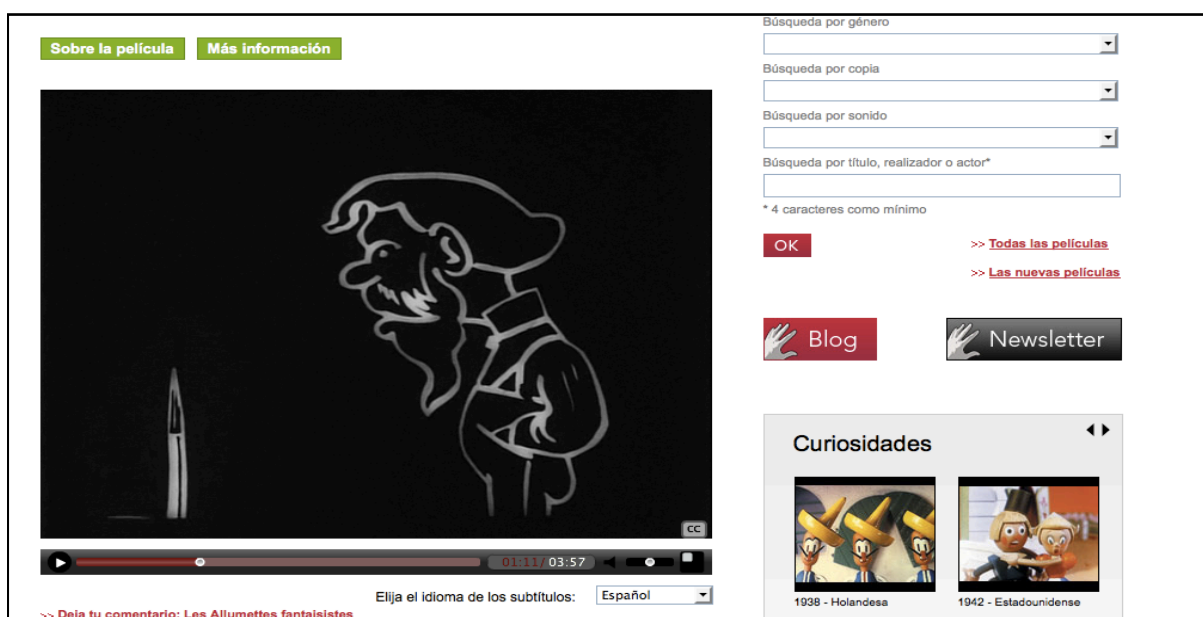 Sobre la película
Más información
CC
01:11/03:57
Elija el idioma de los subtítulos:
Español
>> Deja tu comentario: Les Allumettes fantaisistes
Búsqueda por género
Búsqueda por copia
Búsqueda por sonido
Búsqueda por título, realizador o actor*
* 4 caracteres como mínimo
OK
>> Todas las películas
>> Las nuevas películas
Blog
Newsletter
Curiosidades
1938 - Holandesa
1942 - Estadounidense